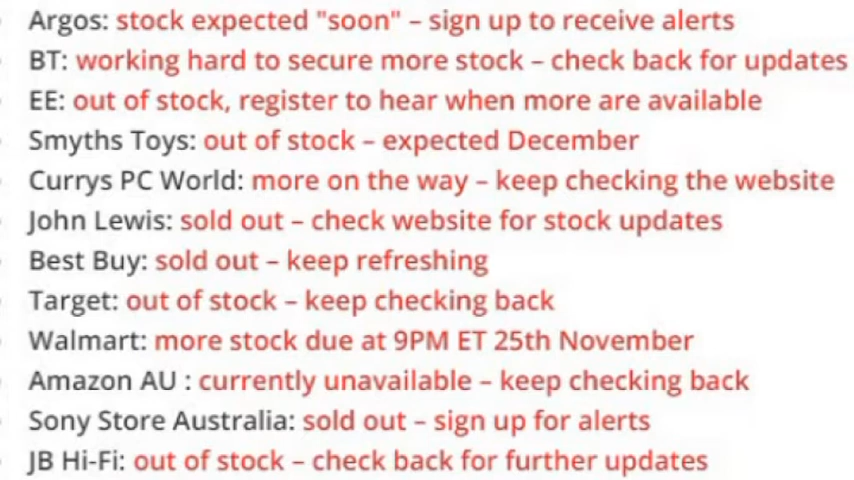 Argos: stock expected "soon" – sign up to receive alerts
BT: working hard to secure more stock – check back for updates
EE: out of stock, register to hear when more are available
Smyths Toys: out of stock – expected December
Currys PC World: more on the way – keep checking the website
John Lewis: sold out – check website for stock updates
Best Buy: sold out – keep refreshing
Target: out of stock – keep checking back
Walmart: more stock due at 9PM ET 25th November
Amazon AU : currently unavailable – keep checking back
Sony Store Australia: sold out – sign up for alerts
JB Hi-Fi: out of stock – check back for further updates